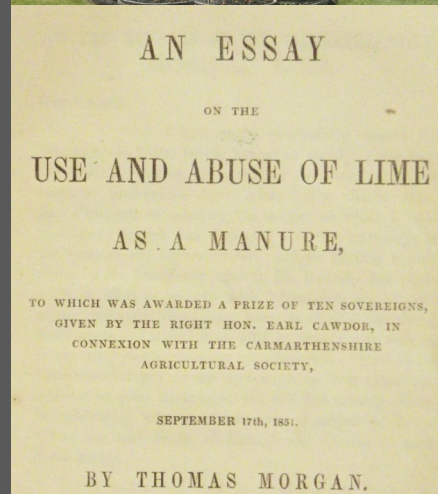 AN ESSAY
ON THE
USE AND ABUSE OF LIME
AS A MANURE,
TO WHICH WAS AWARDED A PRIZE OF TEN SOVEREIGNS,
GIVEN BY THE RIGHT HON. EARL CAWDOR, IN
CONNEXION WITH THE CARMARTHENSHIRE
AGRICULTURAL SOCIETY,
SEPTEMBER 17th, 1851.
BY THOMAS MORGAN.